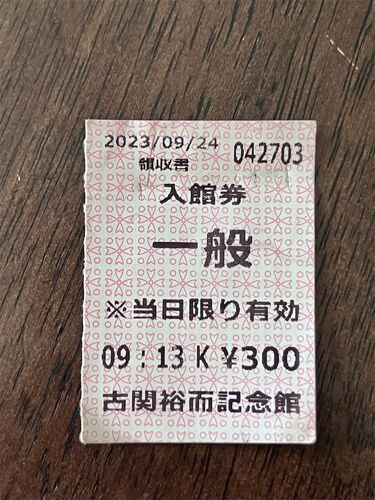 2023/09/24 042703
領収書
入館券
一般
※当日限り有効
09：13 K ¥300
古関裕而記念館